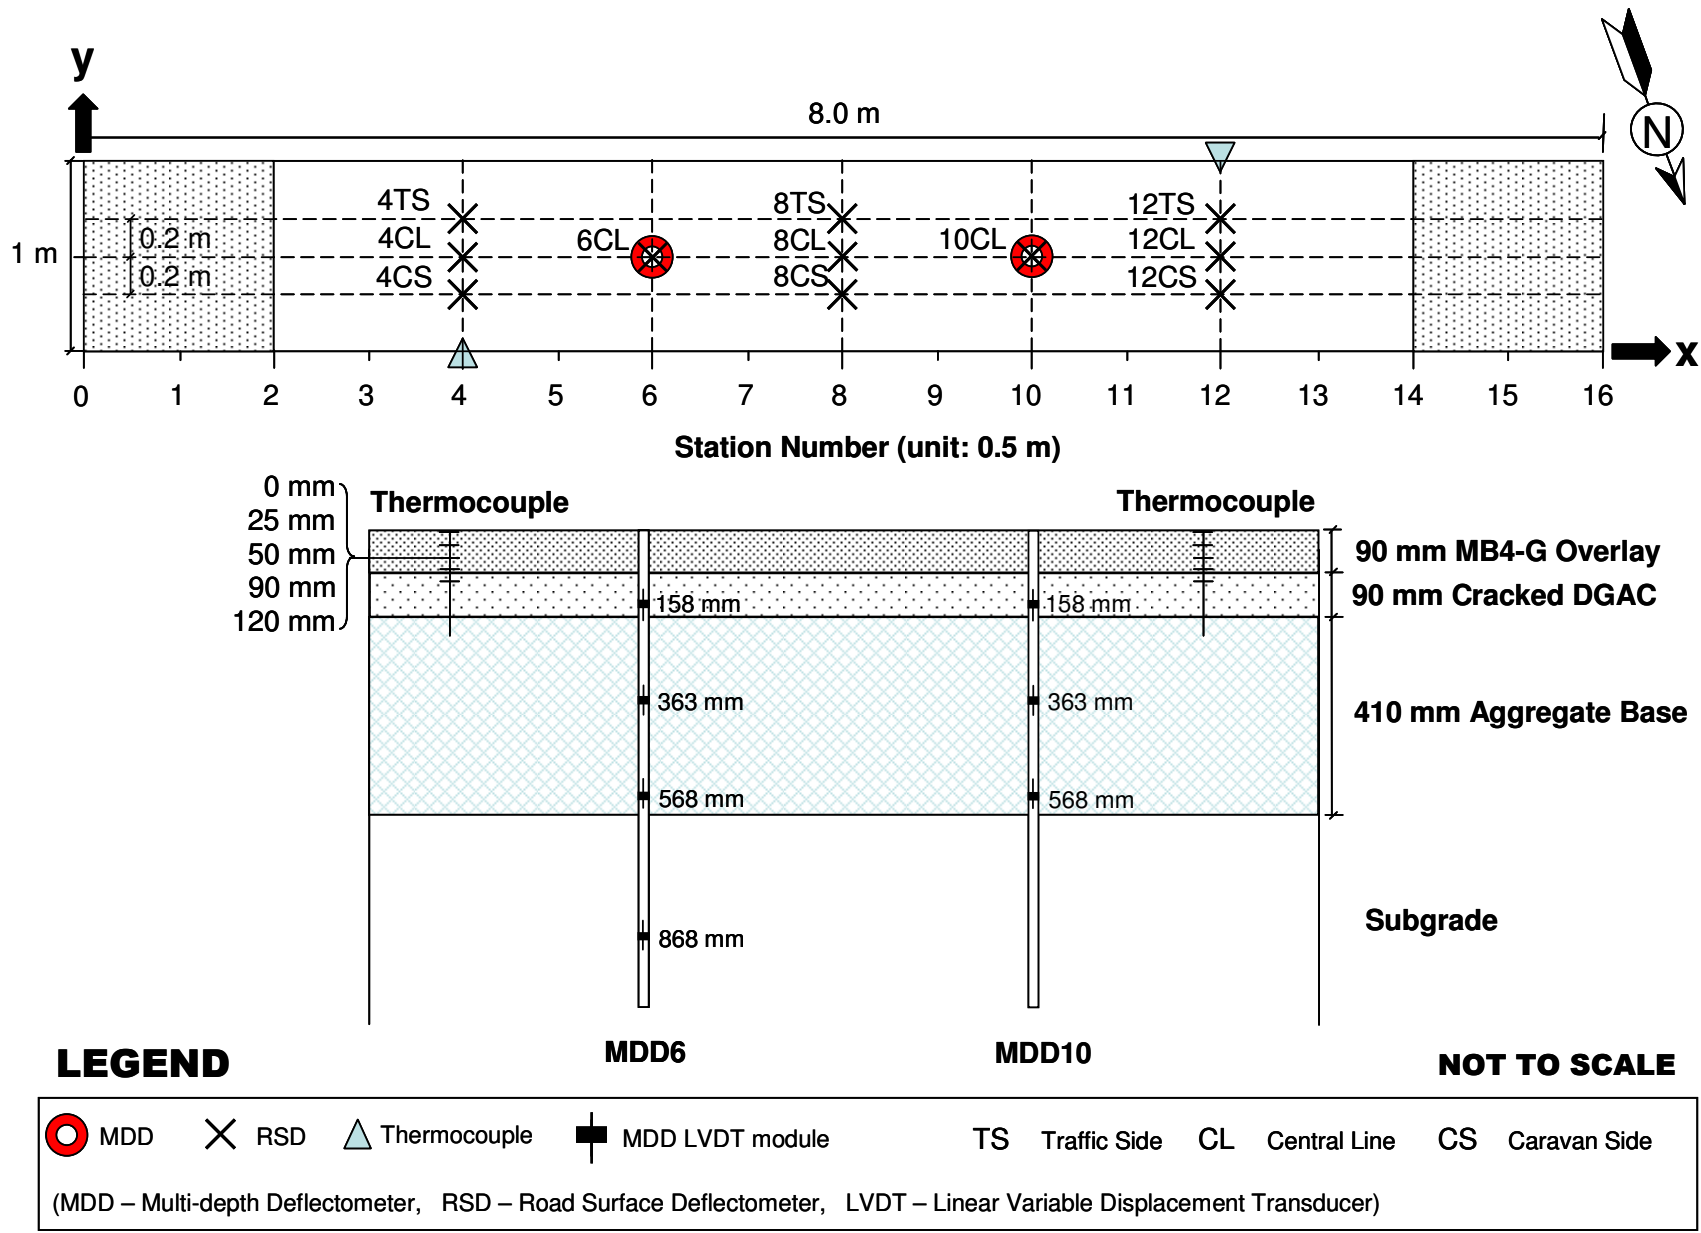 y
8.0 m
N
4TS 8TS 12TS
0.2 m 4CL 6CL 8CL 10CL 12CL
1 m
0.2 m 4CS 8CS 12CS
x
0 1 2 3 4 5 6 7 8 9 10 11 12 13 14 15 16
Station Number (unit: 0.5 m)
0 mm
25 mm
50 mm
90 mm
120 mm
Thermocouple Thermocouple
90 mm MB4-G Overlay
90 mm Cracked DGAC
158 mm 158 mm
363 mm 363 mm
410 mm Aggregate Base
568 mm 568 mm
Subgrade
868 mm
MDD6 MDD10
LEGEND NOT TO SCALE
MDD RSD Thermocouple MDD LVDT module TS Traffic Side CL Central Line CS Caravan Side
(MDD – Multi-depth Deflectometer, RSD – Road Surface Deflectometer, LVDT – Linear Variable Displacement Transducer)